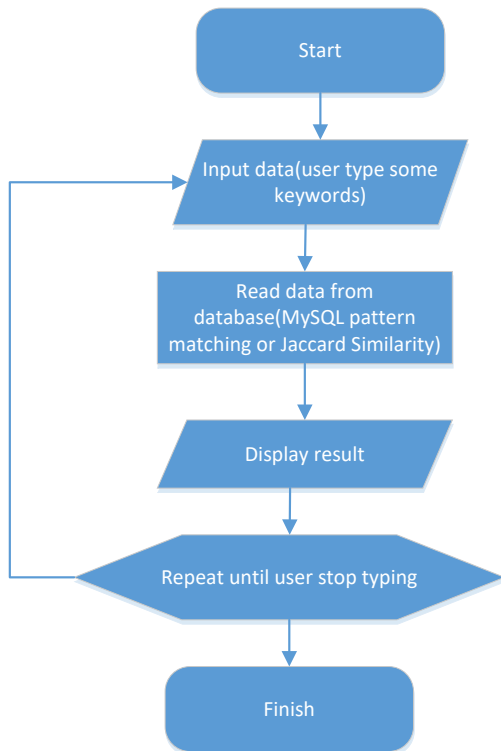 Start
Input data(user type some
keywords)
Read data from
database(MySQL pattern
matching or Jaccard Similarity)
Display result
Repeat until user stop typing
Finish